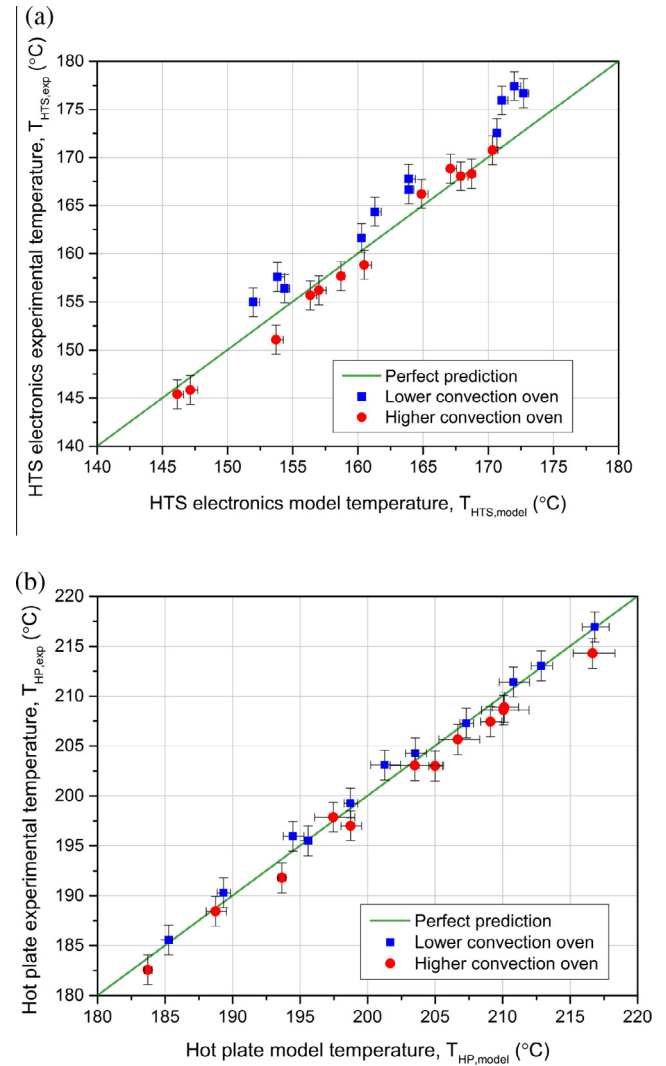 (a)
HTS electronics experimental temperature, T_HTS,exp (°C)
180
175
170
165
160
155
150
145
140
Perfect prediction
Lower convection oven
Higher convection oven
140 145 150 155 160 165 170 175 180
HTS electronics model temperature, T_HTS,model (°C)
(b)
Hot plate experimental temperature, T_HP,exp (°C)
220
215
210
205
200
195
190
185
180
Perfect prediction
Lower convection oven
Higher convection oven
180 185 190 195 200 205 210 215 220
Hot plate model temperature, T_HP,model (°C)